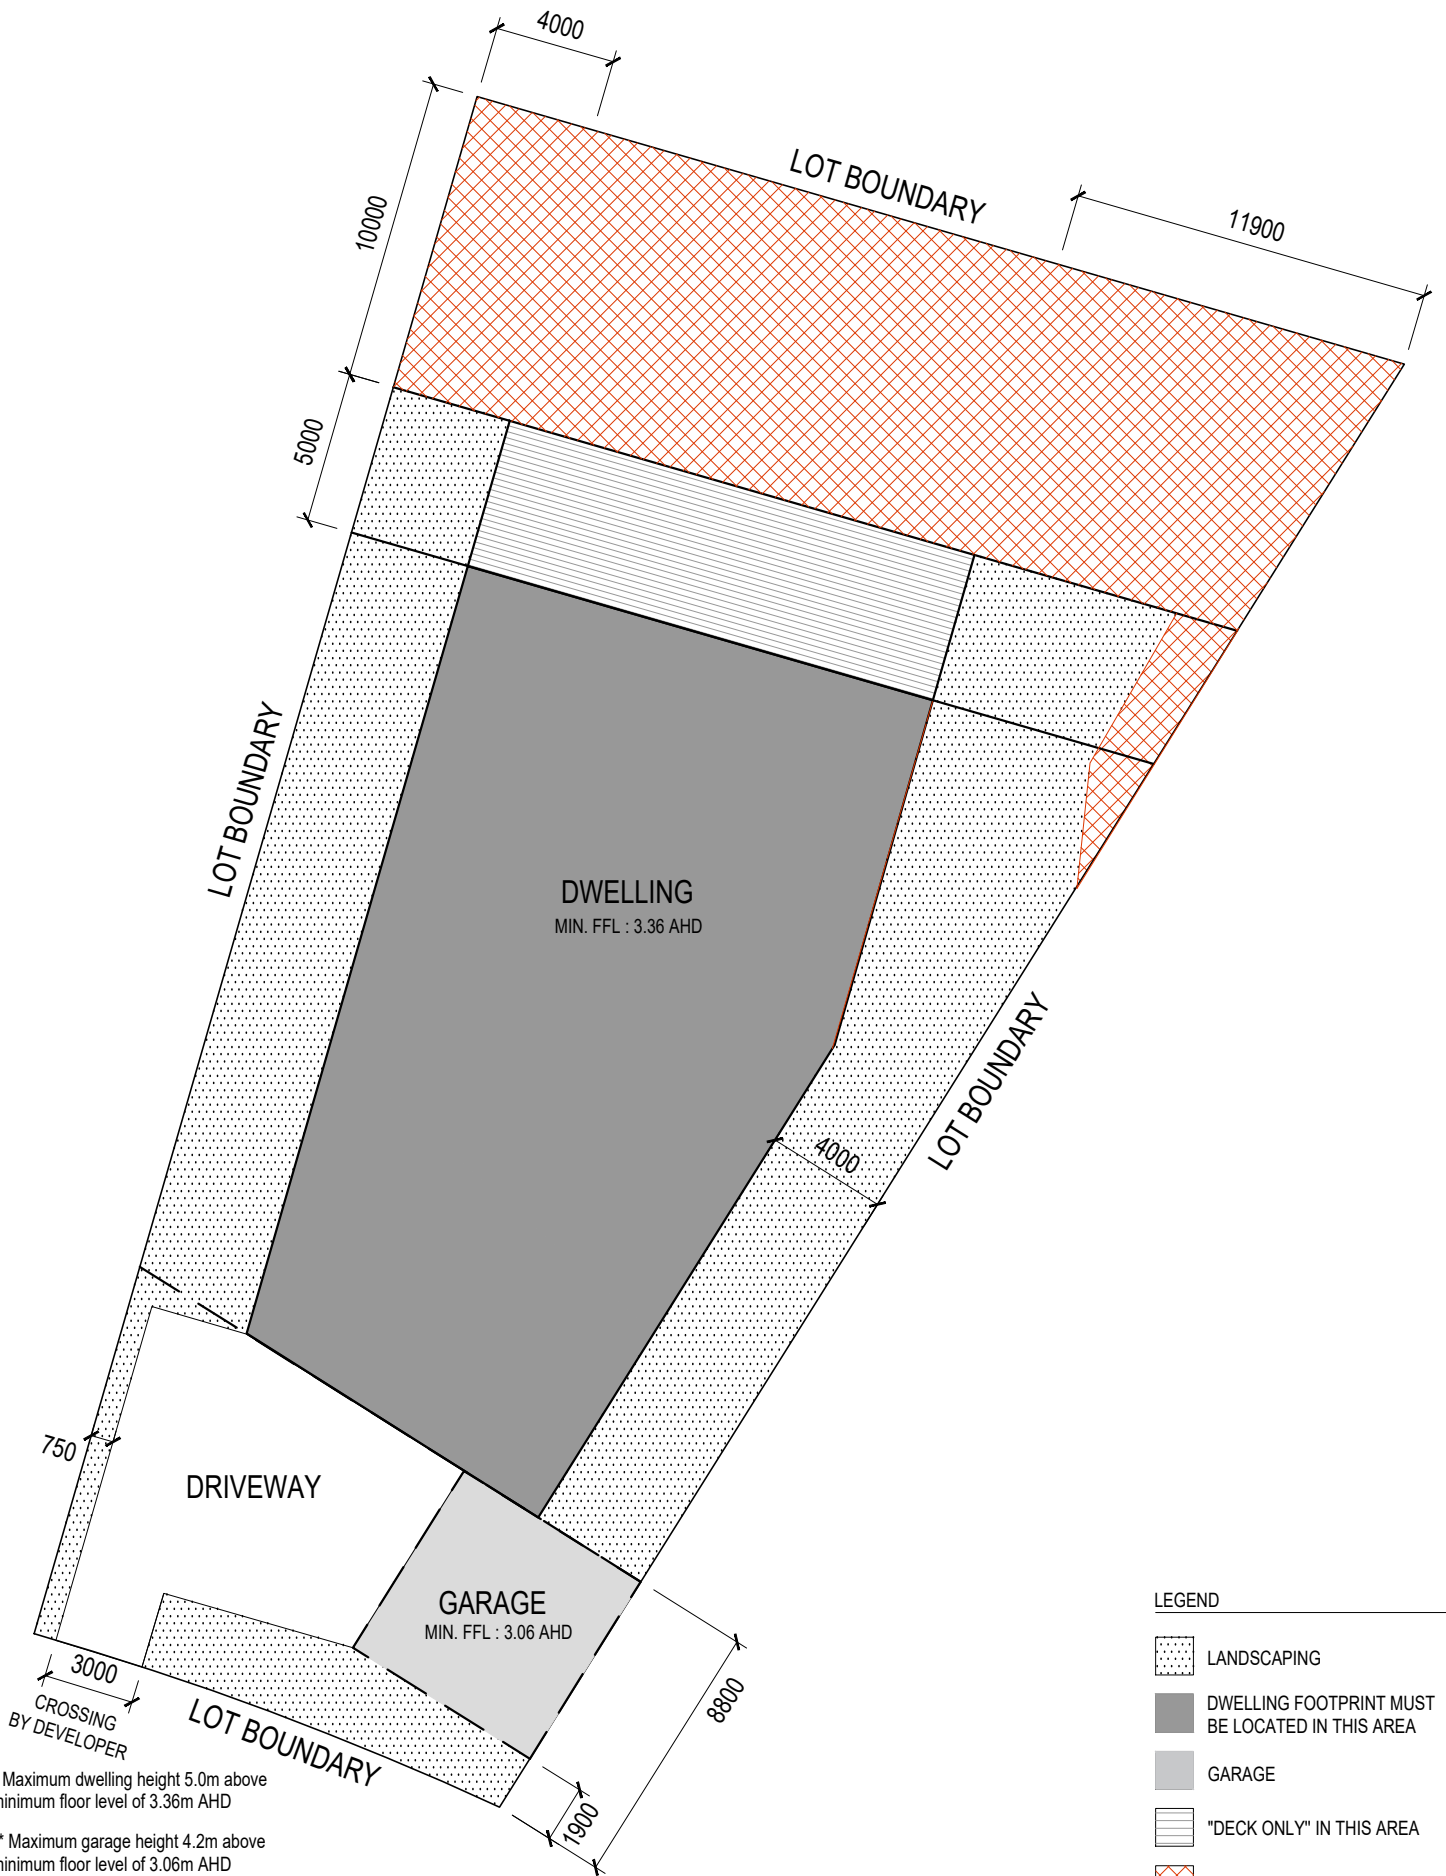 4000
LOT BOUNDARY
11900
10000
5000
LOT BOUNDARY
DWELLING
MIN. FFL : 3.36 AHD
LOT BOUNDARY
4000
750
DRIVEWAY
GARAGE
MIN. FFL : 3.06 AHD
3000
CROSSING
BY DEVELOPER
LOT BOUNDARY
8800
1900
Maximum dwelling height 5.0m above
minimum floor level of 3.36m AHD
* Maximum garage height 4.2m above
minimum floor level of 3.06m AHD
LEGEND
LANDSCAPING
DWELLING FOOTPRINT MUST
BE LOCATED IN THIS AREA
GARAGE
"DECK ONLY" IN THIS AREA